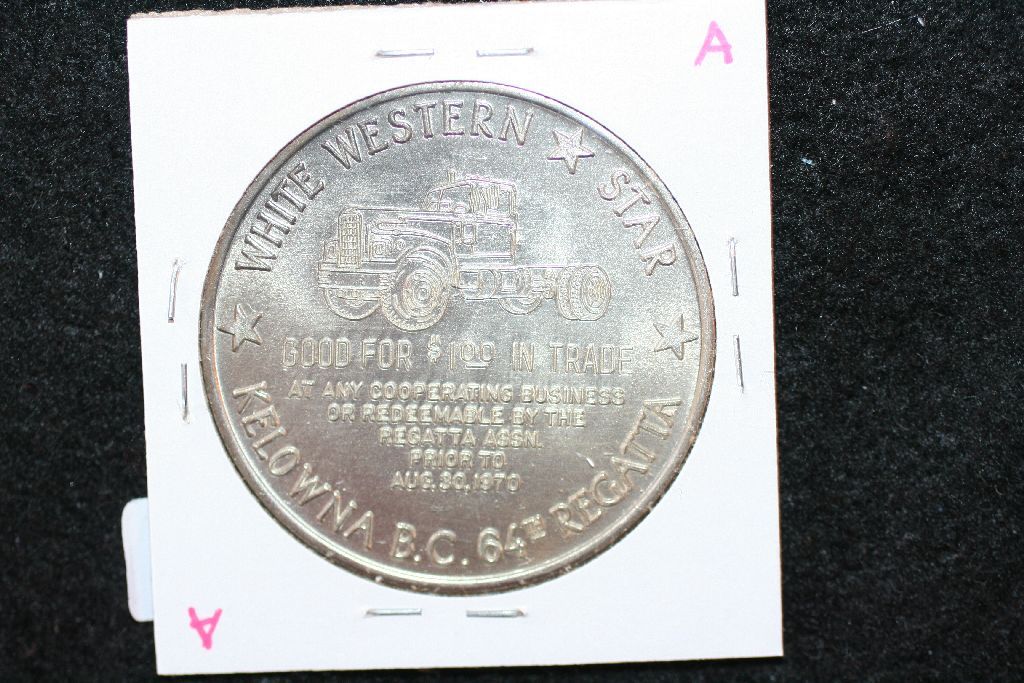 A
WHITE WESTERN STAR
GOOD FOR $1.00 IN TRADE
AT ANY COOPERATING BUSINESS
OR REDEEMABLE BY THE
REGATTA ASSN.
PRIOR TO
AUG. 30, 1970
KELOWNA B.C. 64TH REGATTA
A